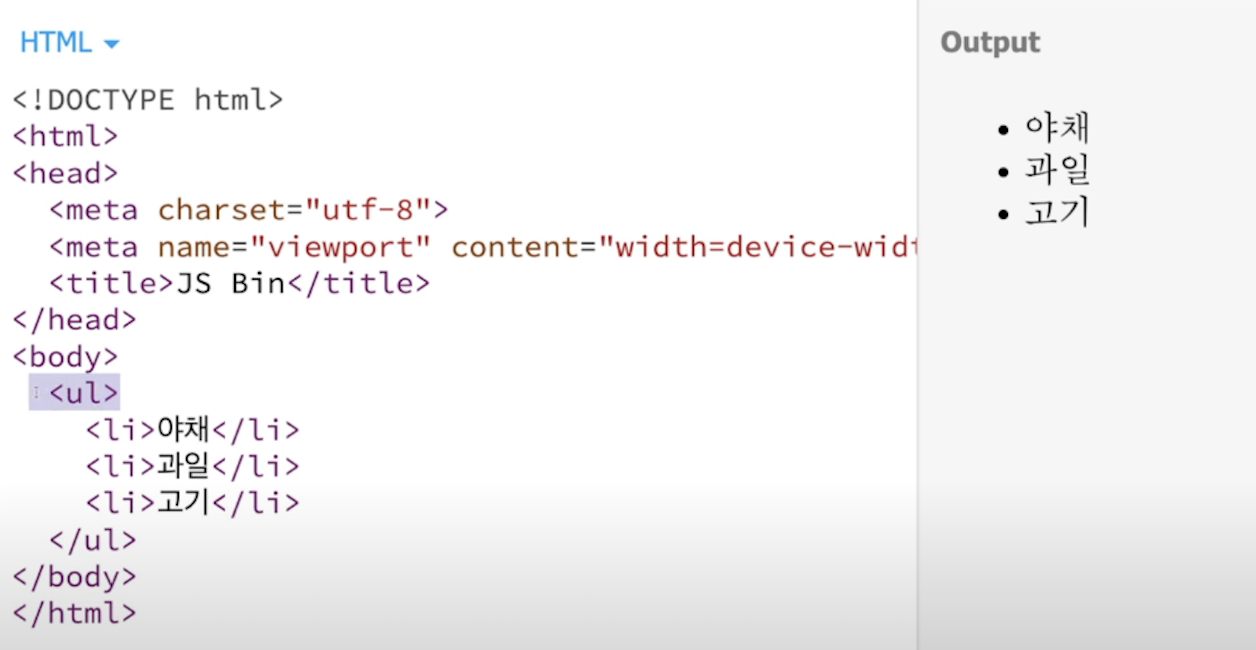 HTML
<!DOCTYPE html>
<html>
<head>
<meta charset="utf-8">
<meta name="viewport" content="width=device-widt
<title>JS Bin</title>
</head>
<body>
<ul>
<li>야채</li>
<li>과일</li>
<li>고기</li>
</ul>
</body>
</html>
Output
• 야채
• 과일
• 고기